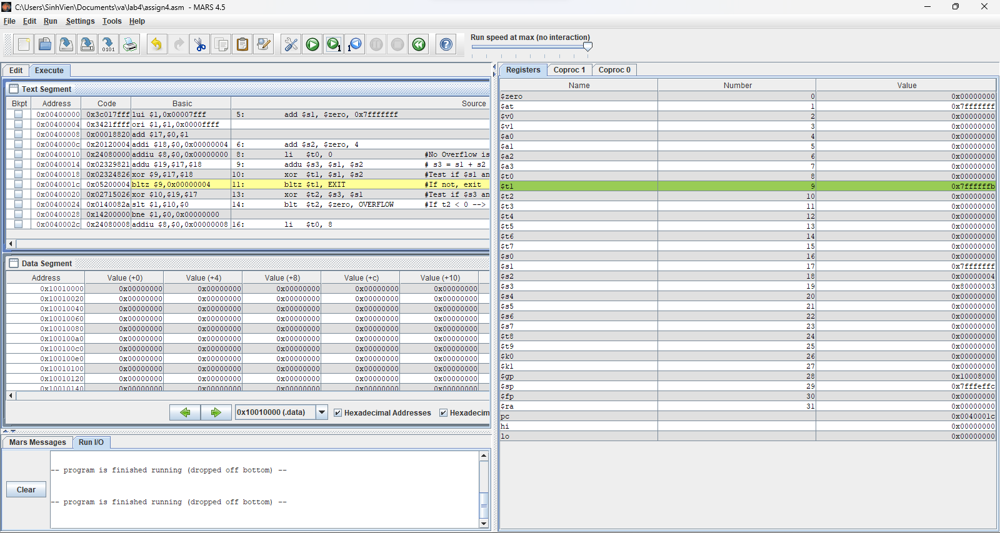 C:\Users\SinhVien\Documents\va\lab4\assign4.asm - MARS 4.5
File Edit Run Settings Tools Help
Run speed at max (no interaction)
Edit Execute
Text Segment
Bkpt Address Code Basic Source
0x00400000 0x3c017fff lui $1,0x00007fff 5: add $s1, $zero, 0x7fffffff
0x00400004 0x3421ffff ori $1,$1,0x0000ffff
0x00400008 0x00018820 add $17,$0,$1
0x0040000c 0x20120004 addi $18,$0,0x00000004 6: add $s2, $zero, 4
0x00400010 0x24080000 addiu $8,$0,0x00000000 8: li $t0, 0 #No Overflow is
0x00400014 0x02329821 addu $19,$17,$18 9: addu $s3, $s1, $s2 # s3 = s1 + s2
0x00400018 0x02324826 xor $9,$17,$18 10: xor $t1, $s1, $s2 #Test if $s1 an
0x0040001c 0x05200004 bltz $9,0x00000004 11: bltz $t1, EXIT #If not, exit
0x00400020 0x02715026 xor $10,$19,$17 13: xor $t2, $s3, $s1 #Test if $s3 an
0x00400024 0x0140082a slt $1,$10,$0 14: blt $t2, $zero, OVERFLOW #If t2 < 0 -->
0x00400028 0x14200000 bne $1,$0,0x00000000
0x0040002c 0x24080008 addiu $8,$0,0x00000008 16: li $t0, 8
Data Segment
Address Value (+0) Value (+4) Value (+8) Value (+c) Value (+10)
0x10010000 0x00000000 0x00000000 0x00000000 0x00000000 0x00000000
0x10010020 0x00000000 0x00000000 0x00000000 0x00000000 0x00000000
0x10010040 0x00000000 0x00000000 0x00000000 0x00000000 0x00000000
0x10010060 0x00000000 0x00000000 0x00000000 0x00000000 0x00000000
0x10010080 0x00000000 0x00000000 0x00000000 0x00000000 0x00000000
0x100100a0 0x00000000 0x00000000 0x00000000 0x00000000 0x00000000
0x100100c0 0x00000000 0x00000000 0x00000000 0x00000000 0x00000000
0x100100e0 0x00000000 0x00000000 0x00000000 0x00000000 0x00000000
0x10010100 0x00000000 0x00000000 0x00000000 0x00000000 0x00000000
0x10010120 0x00000000 0x00000000 0x00000000 0x00000000 0x00000000
0x10010140 0x00000000 0x00000000 0x00000000 0x00000000 0x00000000
0x10010000 (.data) Hexadecimal Addresses Hexadecim
Mars Messages Run I/O
-- program is finished running (dropped off bottom) --
Clear
-- program is finished running (dropped off bottom) --
Registers Coproc 1 Coproc 0
Name Number Value
$zero 0 0x00000000
$at 1 0x7fffffff
$v0 2 0x00000000
$v1 3 0x00000000
$a0 4 0x00000000
$a1 5 0x00000000
$a2 6 0x00000000
$a3 7 0x00000000
$t0 8 0x00000000
$t1 9 0x7ffffffb
$t2 10 0x00000000
$t3 11 0x00000000
$t4 12 0x00000000
$t5 13 0x00000000
$t6 14 0x00000000
$t7 15 0x00000000
$s0 16 0x00000000
$s1 17 0x7fffffff
$s2 18 0x00000004
$s3 19 0x80000003
$s4 20 0x00000000
$s5 21 0x00000000
$s6 22 0x00000000
$s7 23 0x00000000
$t8 24 0x00000000
$t9 25 0x00000000
$k0 26 0x00000000
$k1 27 0x00000000
$gp 28 0x10008000
$sp 29 0x7fffeffc
$fp 30 0x00000000
$ra 31 0x00000000
pc 0x0040001c
hi 0x00000000
lo 0x00000000